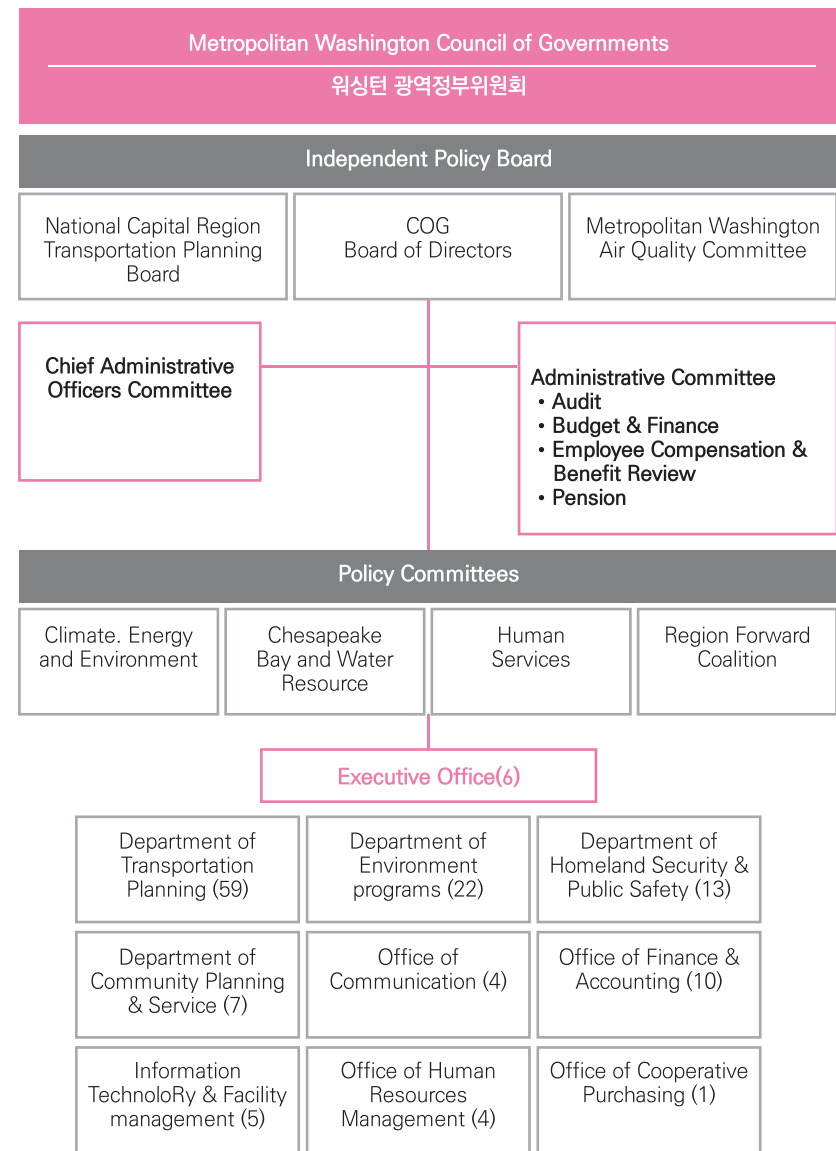 Metropolitan Washington Council of Governments
워싱턴 광역정부위원회
Independent Policy Board
National Capital Region
Transportation Planning
Board
COG
Board of Directors
Metropolitan Washington
Air Quality Committee
Chief Administrative
Officers Committee
Administrative Committee
• Audit
• Budget & Finance
• Employee Compensation &
Benefit Review
• Pension
Policy Committees
Climate. Energy
and Environment
Chesapeake
Bay and Water
Resource
Human
Services
Region Forward
Coalition
Executive Office(6)
Department of
Transportation
Planning (59)
Department of
Environment
programs (22)
Department of
Homeland Security &
Public Safety (13)
Department of
Community Planning
& Service (7)
Office of
Communication (4)
Office of Finance &
Accounting (10)
Information
TechnoloRy & Facility
management (5)
Office of Human
Resources
Management (4)
Office of Cooperative
Purchasing (1)